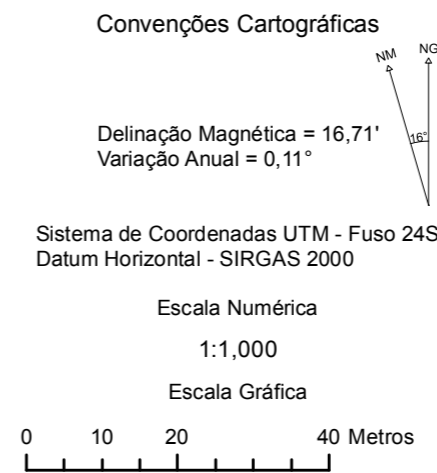 Convenções Cartográficas
NM NG
16°
Delinação Magnética = 16,71'
Variação Anual = 0,11°
Sistema de Coordenadas UTM - Fuso 24S
Datum Horizontal - SIRGAS 2000
Escala Numérica
1:1,000
Escala Gráfica
0 10 20 40 Metros